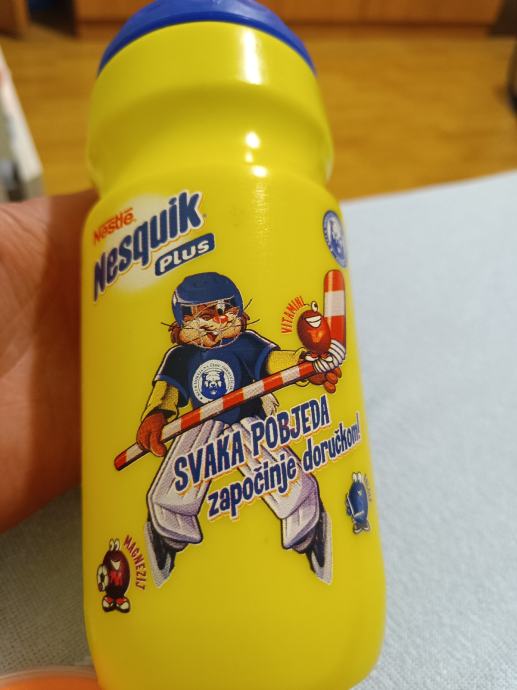 Nestlé
Nesquik
Plus
VITAMINI
SVAKA POBJEDA
započinje doručkom!
MAGNEZIJ
M